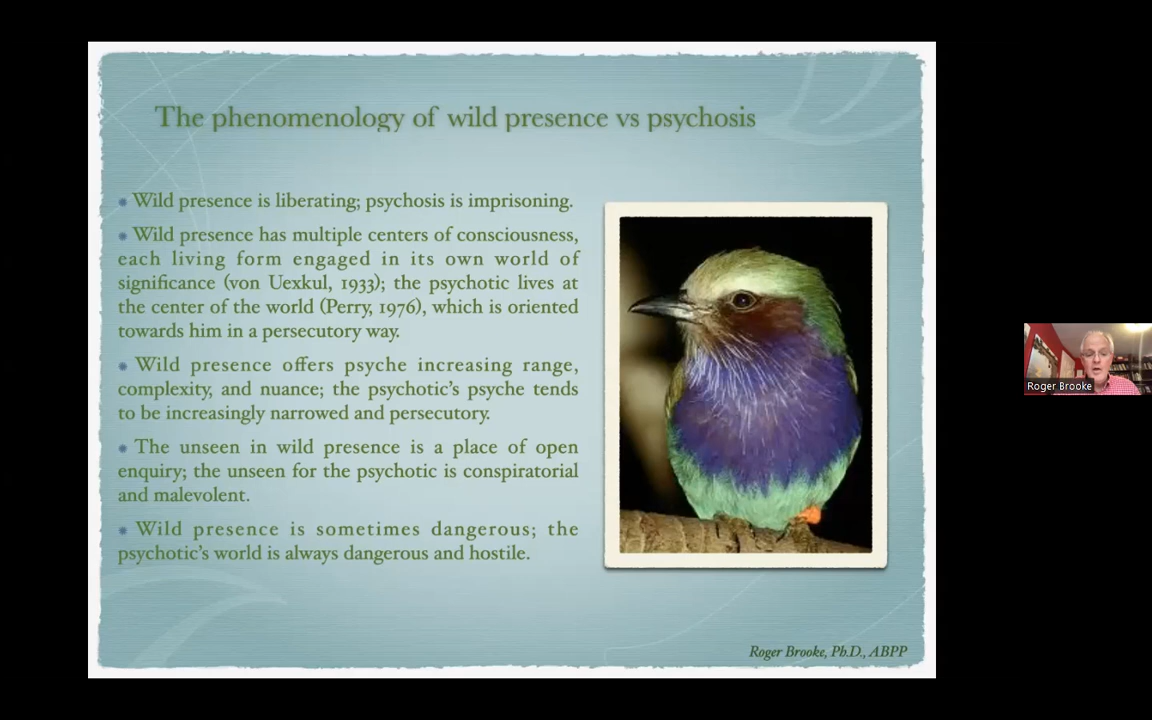 The phenomenology of wild presence vs psychosis
Wild presence is liberating; psychosis is imprisoning.
Wild presence has multiple centers of consciousness,
each living form engaged in its own world of
significance (von Uexkul, 1933); the psychotic lives at
the center of the world (Perry, 1976), which is oriented
towards him in a persecutory way.
Wild presence offers psyche increasing range,
complexity, and nuance; the psychotic's psyche tends
to be increasingly narrowed and persecutory.
The unseen in wild presence is a place of open
enquiry; the unseen for the psychotic is conspiratorial
and malevolent.
Wild presence is sometimes dangerous; the
psychotic's world is always dangerous and hostile.
Roger Brooke, Ph.D., ABPP
Roger Brooke